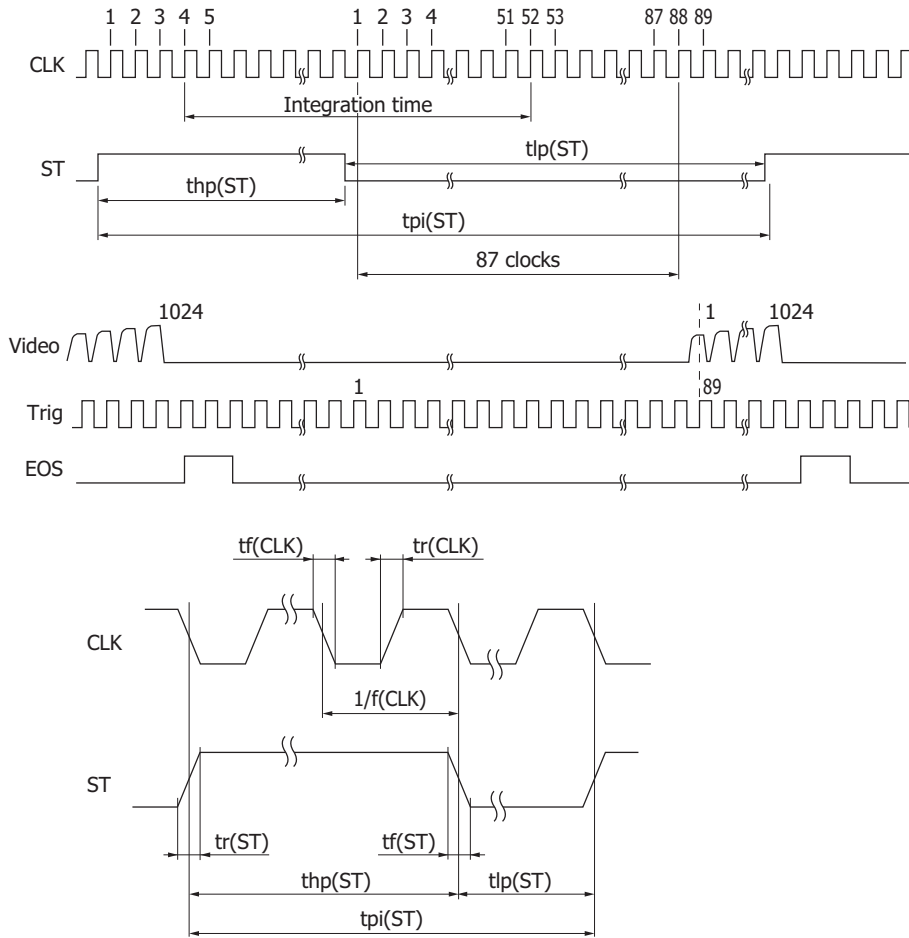 1 2 3 4 5 1 2 3 4 51 52 53 87 88 89
CLK
Integration time
ST
tlp(ST)
thp(ST)
tpi(ST)
87 clocks
1024 1 1024
Video
1 89
Trig
EOS
tf(CLK) tr(CLK)
CLK
1/f(CLK)
ST
tr(ST) tf(ST)
thp(ST) tlp(ST)
tpi(ST)